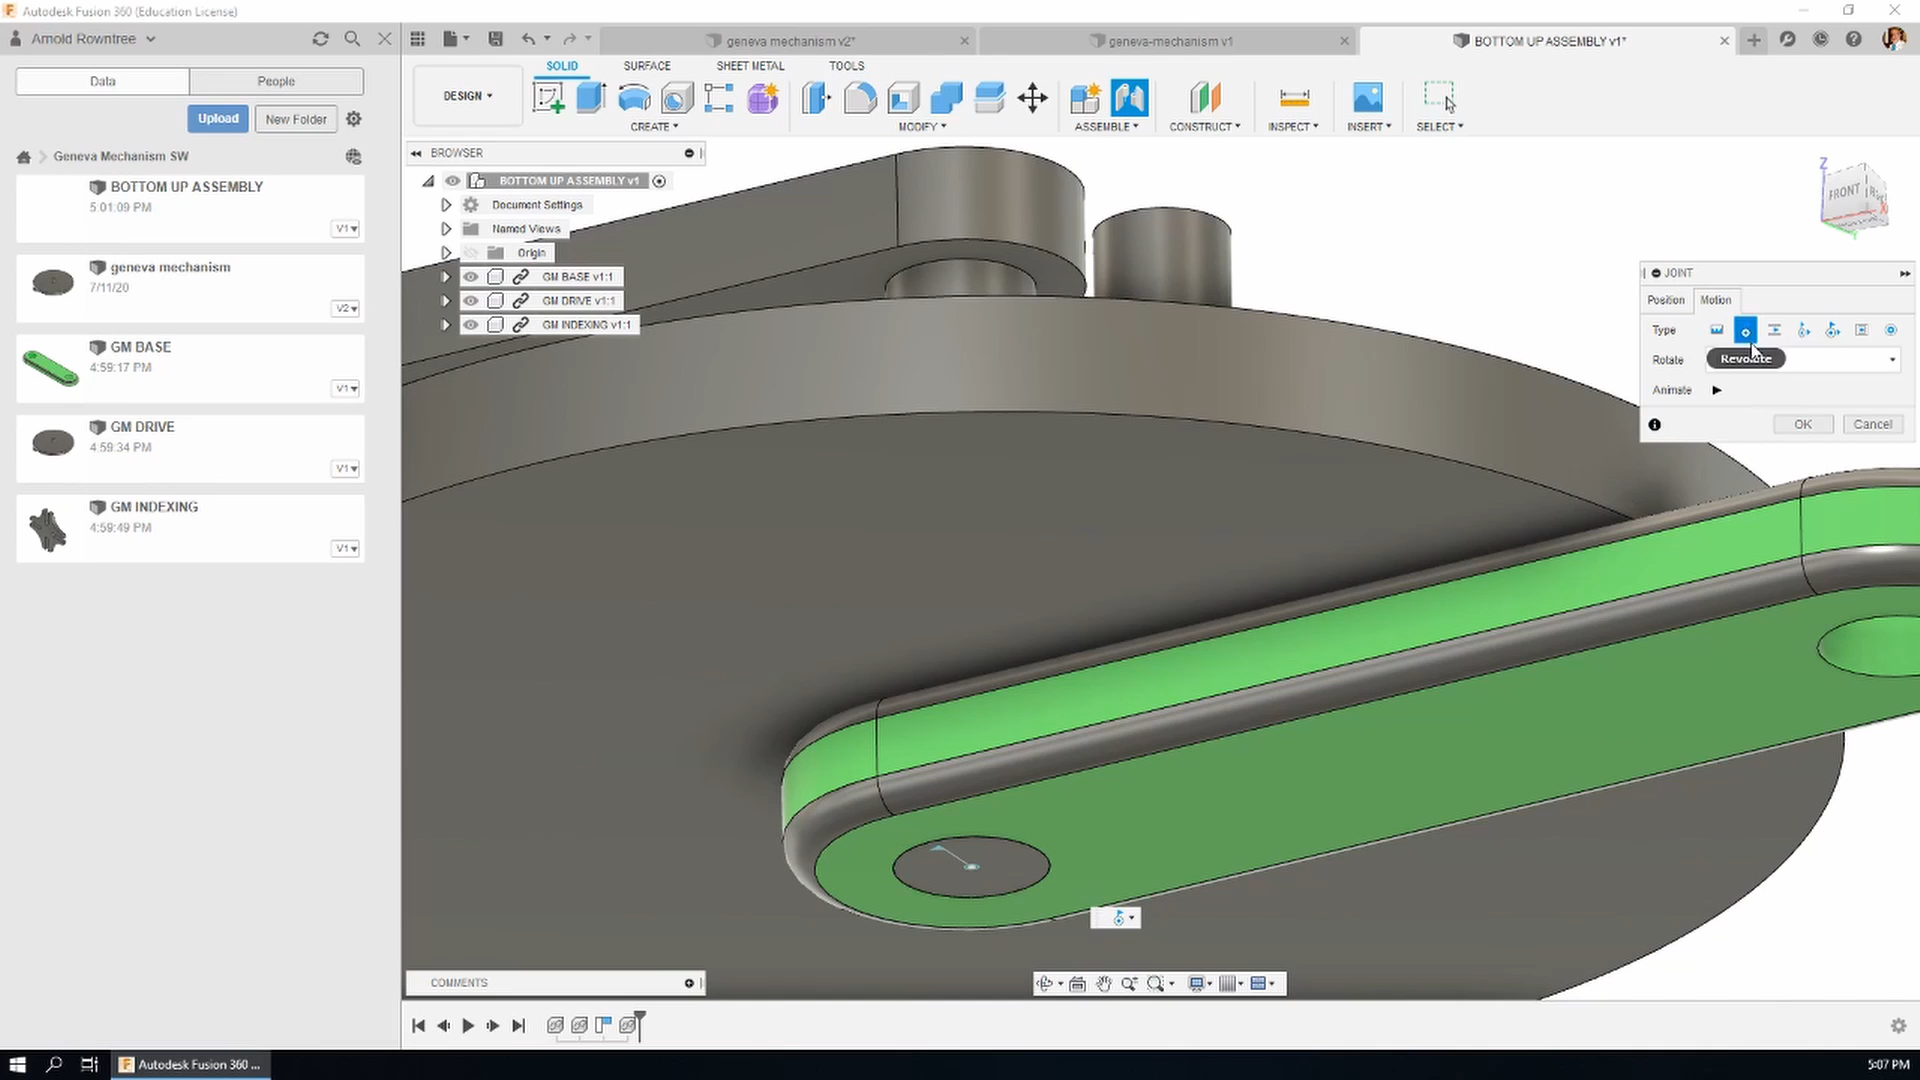 Autodesk Fusion 360 (Education License)
Arnold Rowntree
geneva mechanism v2*
geneva-mechanism v1
BOTTOM UP ASSEMBLY v1*
Data
People
SOLID
SURFACE
SHEET METAL
TOOLS
DESIGN
CREATE
MODIFY
ASSEMBLE
CONSTRUCT
INSPECT
INSERT
SELECT
Upload
New Folder
Geneva Mechanism SW
BOTTOM UP ASSEMBLY
5:01:09 PM
V1
geneva mechanism
7/11/20
V2
GM BASE
4:59:17 PM
V1
GM DRIVE
4:59:34 PM
V1
GM INDEXING
4:59:49 PM
V1
BROWSER
BOTTOM UP ASSEMBLY v1
Document Settings
Named Views
Origin
GM BASE v1:1
GM DRIVE v1:1
GM INDEXING v1:1
Z
FRONT
JOINT
Position
Motion
Type
Rotate
Revolute
Animate
OK
Cancel
COMMENTS
Autodesk Fusion 360 ...
5:07 PM